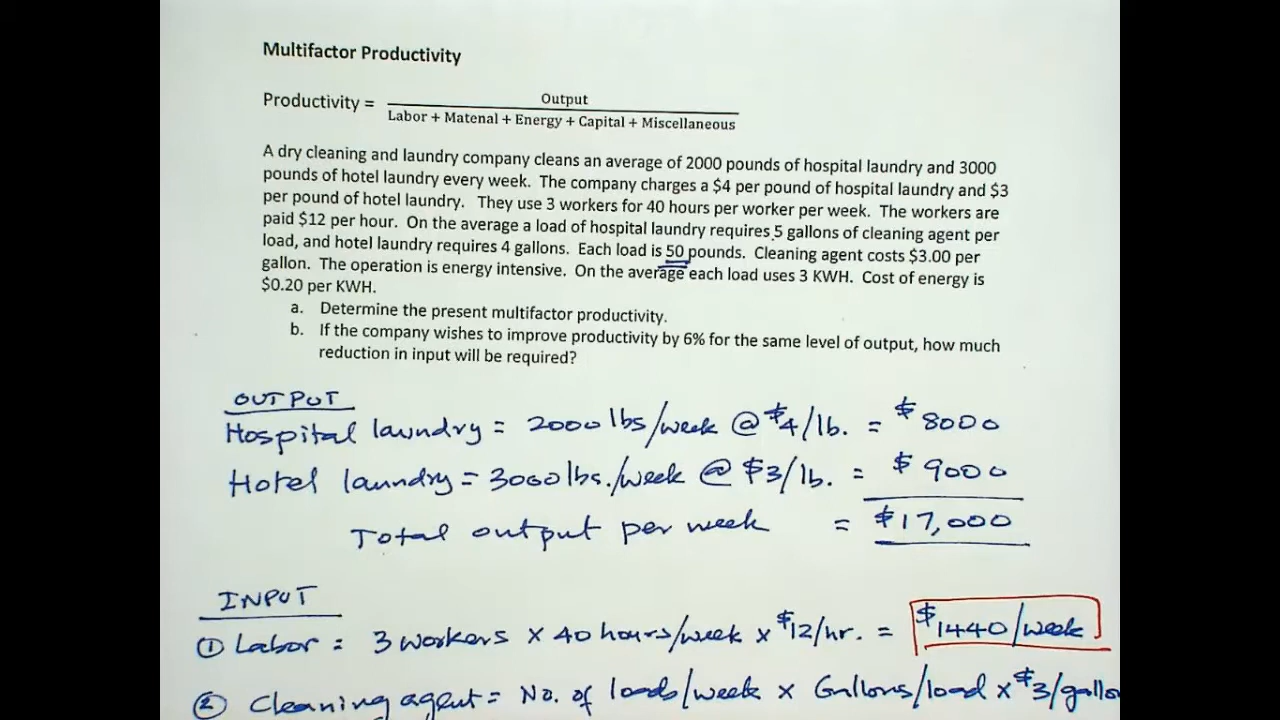 Multifactor Productivity
Productivity = Output
Labor + Matenal + Energy + Capital + Miscellaneous
A dry cleaning and laundry company cleans an average of 2000 pounds of hospital laundry and 3000
pounds of hotel laundry every week. The company charges a $4 per pound of hospital laundry and $3
per pound of hotel laundry. They use 3 workers for 40 hours per worker per week. The workers are
paid $12 per hour. On the average a load of hospital laundry requires 5 gallons of cleaning agent per
load, and hotel laundry requires 4 gallons. Each load is 50 pounds. Cleaning agent costs $3.00 per
gallon. The operation is energy intensive. On the average each load uses 3 KWH. Cost of energy is
$0.20 per KWH.
a. Determine the present multifactor productivity.
b. If the company wishes to improve productivity by 6% for the same level of output, how much
reduction in input will be required?
OUTPUT
Hospital laundry = 2000 lbs/week @ $4/lb. = $8000
Hotel laundry = 3000 lbs./week @ $3/lb. = $9000
Total output per week = $17,000
INPUT
① Labor = 3 workers × 40 hours/week × $12/hr. = $1440/week
② Cleaning agent = No. of loads/week × Gallons/load × $3/gallo